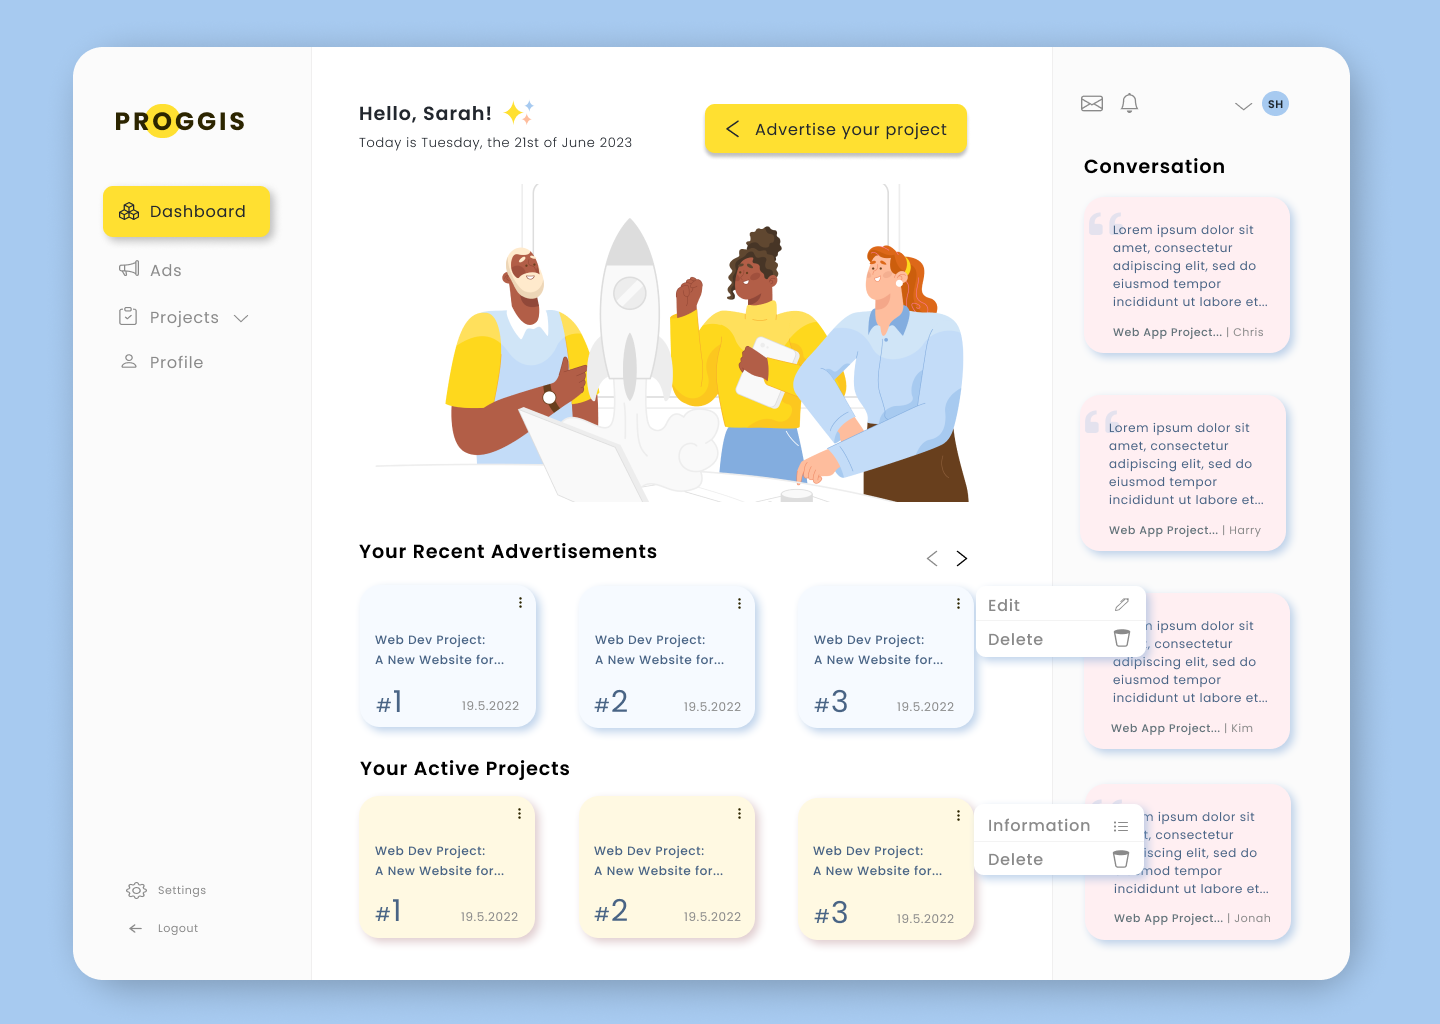 PROGGIS
Dashboard
Ads
Projects
Profile
Settings
Logout
Hello, Sarah!
Today is Tuesday, the 21st of June 2023
Advertise your project
Your Recent Advertisements
Web Dev Project:
A New Website for...
#1
19.5.2022
Web Dev Project:
A New Website for...
#2
19.5.2022
Web Dev Project:
A New Website for...
#3
19.5.2022
Edit
Delete
Your Active Projects
Web Dev Project:
A New Website for...
#1
19.5.2022
Web Dev Project:
A New Website for...
#2
19.5.2022
Web Dev Project:
A New Website for...
#3
19.5.2022
Information
Delete
SH
Conversation
“
Lorem ipsum dolor sit
amet, consectetur
adipiscing elit, sed do
eiusmod tempor
incididunt ut labore et...
Web App Project... | Chris
“
Lorem ipsum dolor sit
amet, consectetur
adipiscing elit, sed do
eiusmod tempor
incididunt ut labore et...
Web App Project... | Harry
ipsum dolor sit
consectetur
adipiscing elit, sed do
eiusmod tempor
incididunt ut labore et...
Web App Project... | Kim
ipsum dolor sit
consectetur
elit, sed do
tempor
incididunt ut labore et...
Web App Project... | Jonah